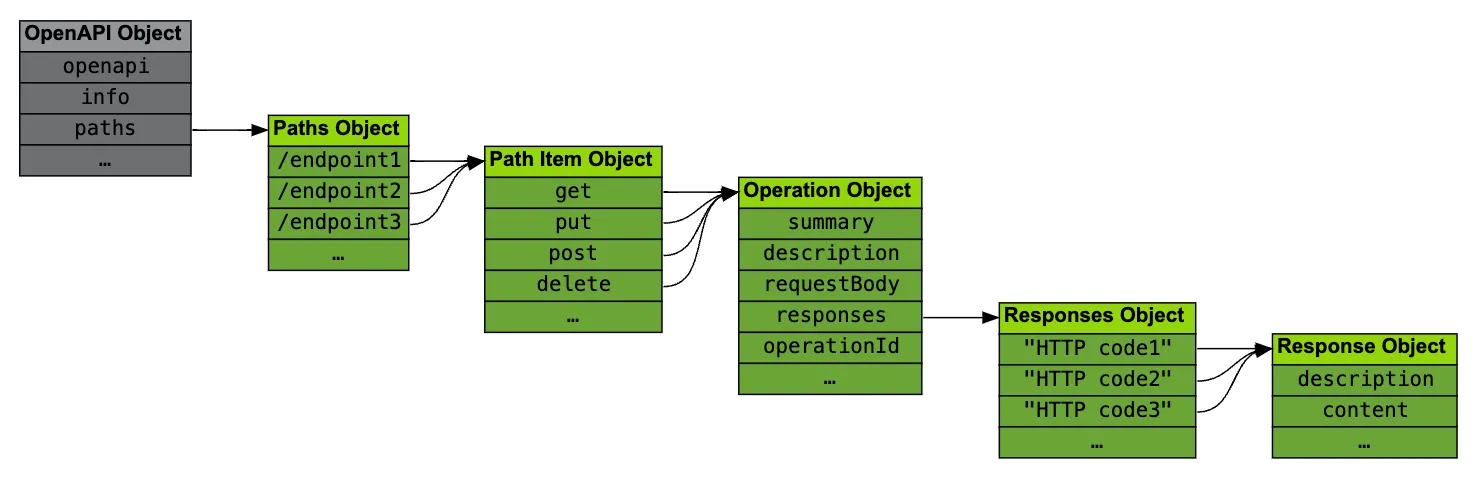 OpenAPI Object
openapi
info
paths
…
Paths Object
/endpoint1
/endpoint2
/endpoint3
…
Path Item Object
get
put
post
delete
…
Operation Object
summary
description
requestBody
responses
operationId
…
Responses Object
"HTTP code1"
"HTTP code2"
"HTTP code3"
…
Response Object
description
content
…